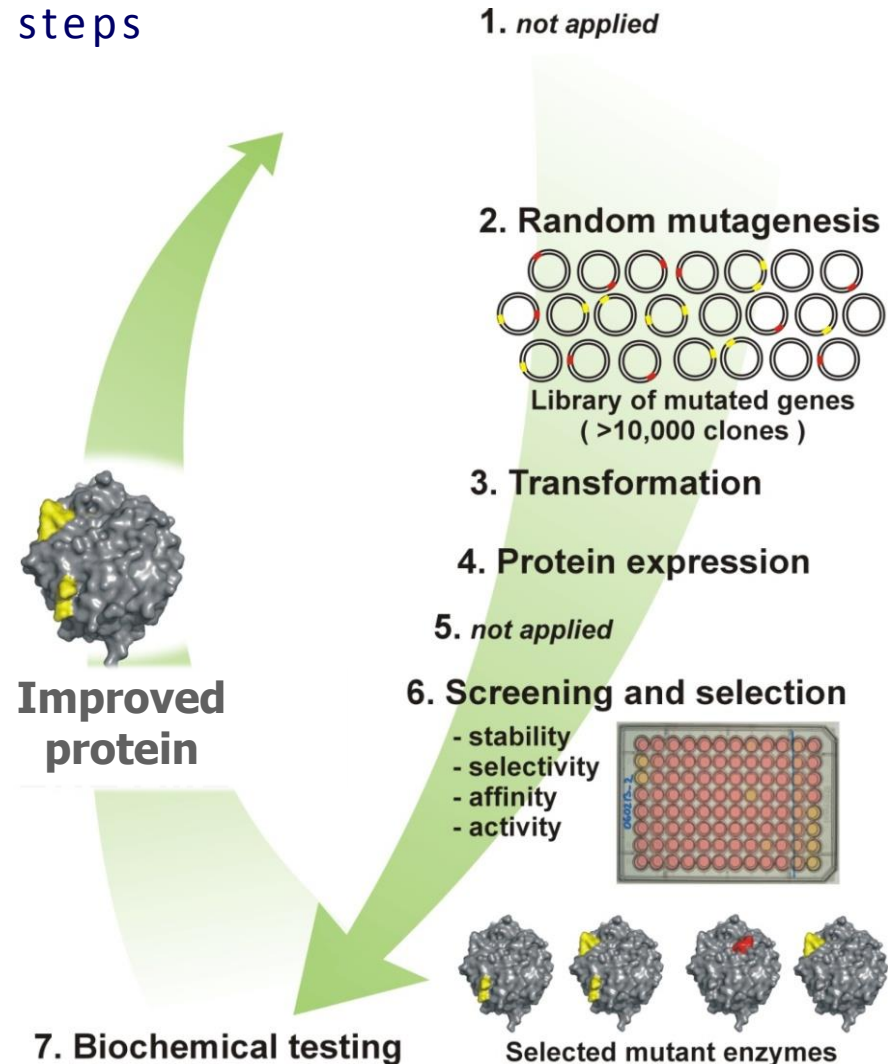 steps
1. not applied
2. Random mutagenesis
Library of mutated genes
( >10,000 clones )
3. Transformation
4. Protein expression
5. not applied
Improved
protein
6. Screening and selection
- stability
- selectivity
- affinity
- activity
7. Biochemical testing
Selected mutant enzymes